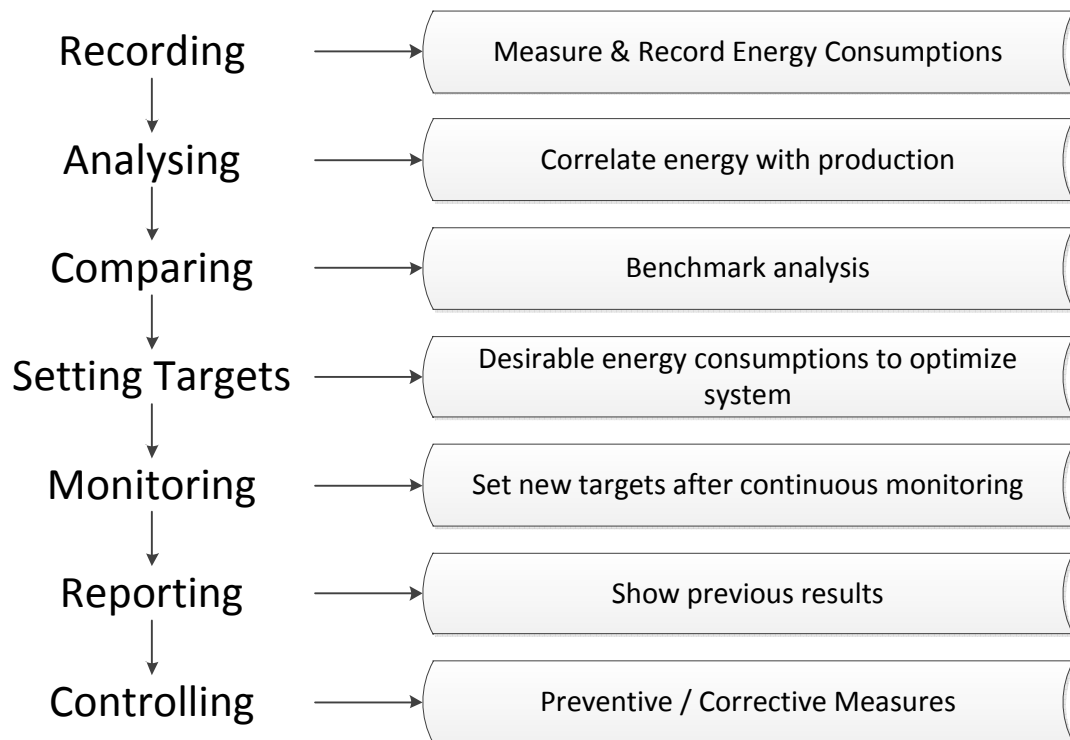 Recording
Measure & Record Energy Consumptions
Analysing
Correlate energy with production
Comparing
Benchmark analysis
Setting Targets
Desirable energy consumptions to optimize
system
Monitoring
Set new targets after continuous monitoring
Reporting
Show previous results
Controlling
Preventive / Corrective Measures